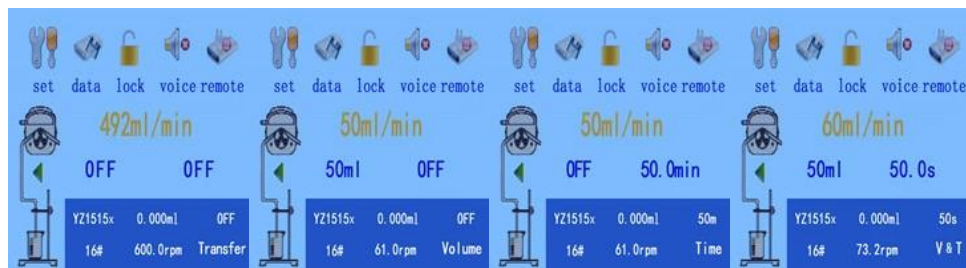 set data lock voice remote
492ml/min
OFF OFF
YZ1515x 0.000ml OFF
16# 600.0rpm Transfer
set data lock voice remote
50ml/min
50ml OFF
YZ1515x 0.000ml OFF
16# 61.0rpm Volume
set data lock voice remote
50ml/min
OFF 50.0min
YZ1515x 0.000ml 50m
16# 61.0rpm Time
set data lock voice remote
60ml/min
50ml 50.0s
YZ1515x 0.000ml 50s
16# 73.2rpm V&T